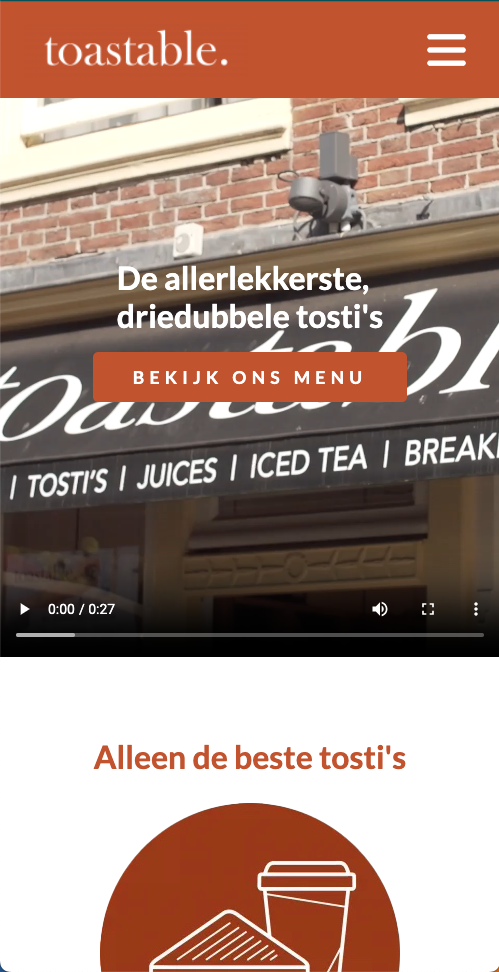 toastable.
De allerlekkerste,
driedubbele tosti's
BEKIJK ONS MENU
toastabl
| TOSTI'S | JUICES | ICED TEA | BREAK
0:00 / 0:27
Alleen de beste tosti's